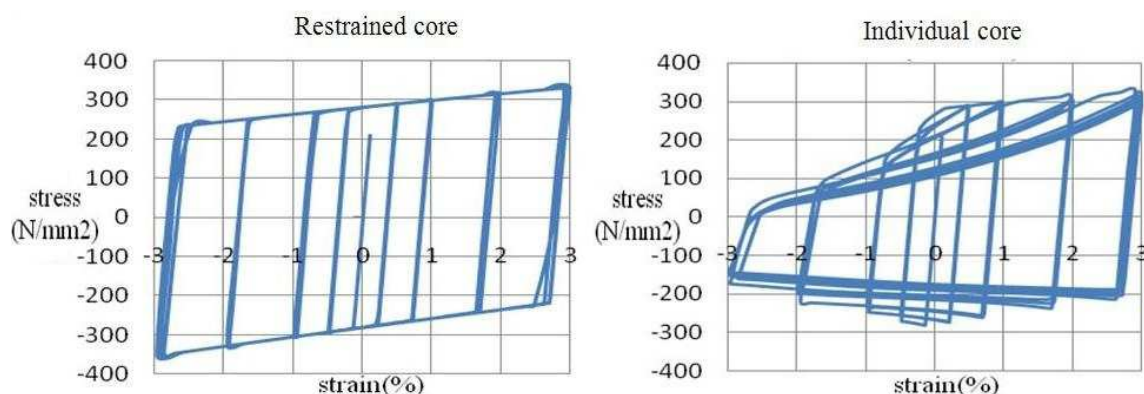 Restrained core
400
300
200
100
0
-100
-200
-300
-400
stress
(N/mm2)
-3 -2 -1 0 1 2 3
strain(%)
Individual core
400
300
200
100
0
-100
-200
-300
-400
stress
(N/mm2)
-3 -2 -1 0 1 2 3
strain(%)